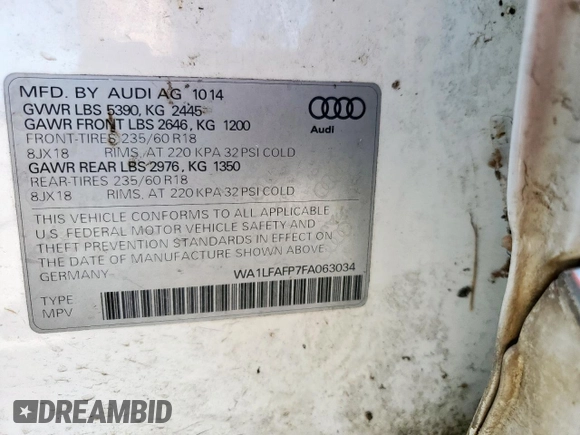 MFD. BY AUDI AG 10 14
GVWR LBS 5390, KG 2445
GAWR FRONT LBS 2646, KG 1200
FRONT-TIRES 235/60 R18
8JX18 RIMS, AT 220 KPA 32 PSI COLD
GAWR REAR LBS 2976, KG 1350
REAR-TIRES 235/60 R18
8JX18 RIMS, AT 220 KPA 32 PSI COLD
Audi
THIS VEHICLE CONFORMS TO ALL APPLICABLE
U.S. FEDERAL MOTOR VEHICLE SAFETY AND
THEFT PREVENTION STANDARDS IN EFFECT ON
THE DATE OF MANUFACTURE SHOWN ABOVE.
GERMANY WA1LFAFP7FA063034
TYPE
MPV
DREAMBID